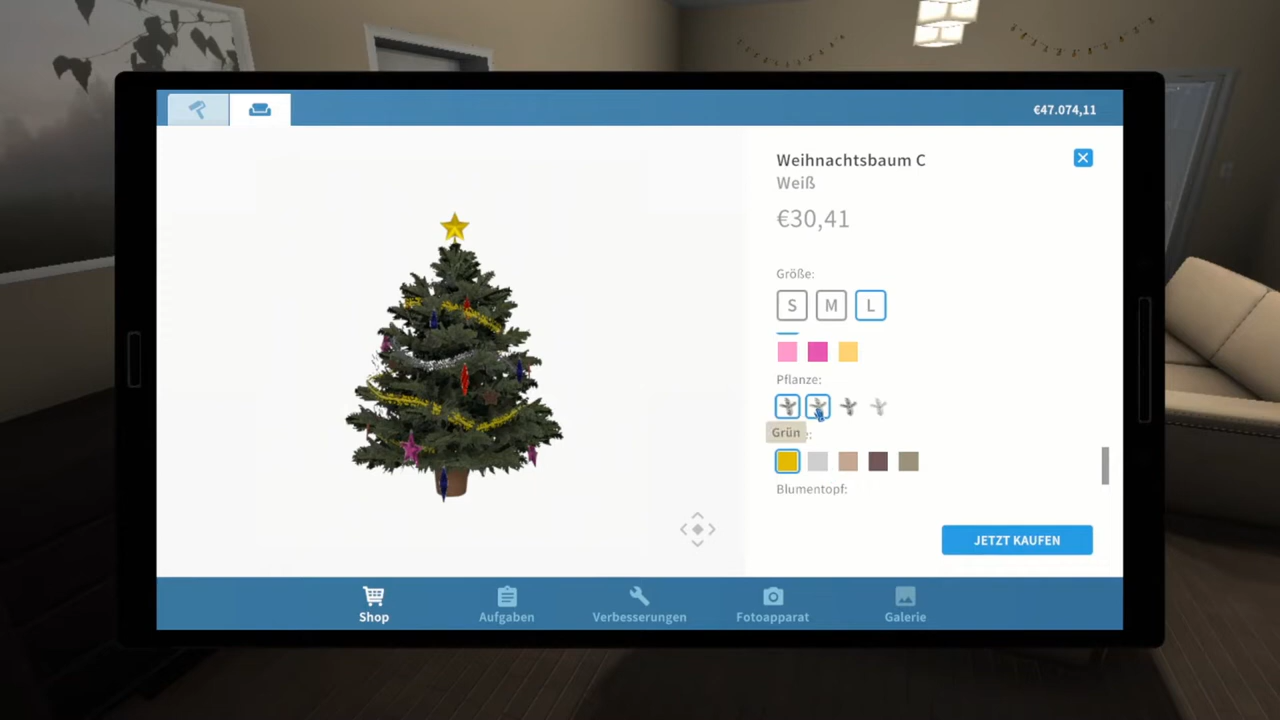 €47.074,11
Weihnachtsbaum C
Weiß
€30,41
Größe:
S M L
Pflanze:
Grün
Blumentopf:
JETZT KAUFEN
Shop Aufgaben Verbesserungen Fotoapparat Galerie